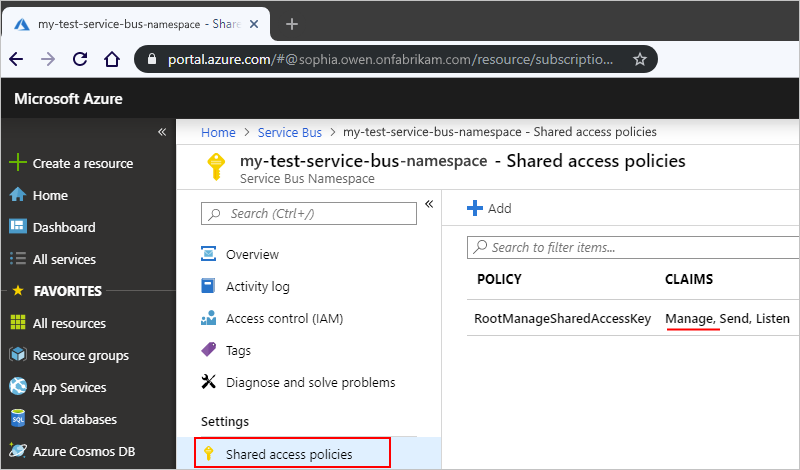 my-test-service-bus-namespace - Share
portal.azure.com/#@sophia.owen.onfabrikam.com/resource/subscriptio...
Microsoft Azure
Create a resource
Home
Dashboard
All services
FAVORITES
All resources
Resource groups
App Services
SQL databases
Azure Cosmos DB
Home > Service Bus > my-test-service-bus-namespace - Shared access policies
my-test-service-bus-namespace - Shared access policies
Service Bus Namespace
Search (Ctrl+/)
Overview
Activity log
Access control (IAM)
Tags
Diagnose and solve problems
Settings
Shared access policies
Add
Search to filter items...
POLICY CLAIMS
RootManageSharedAccessKey Manage, Send, Listen